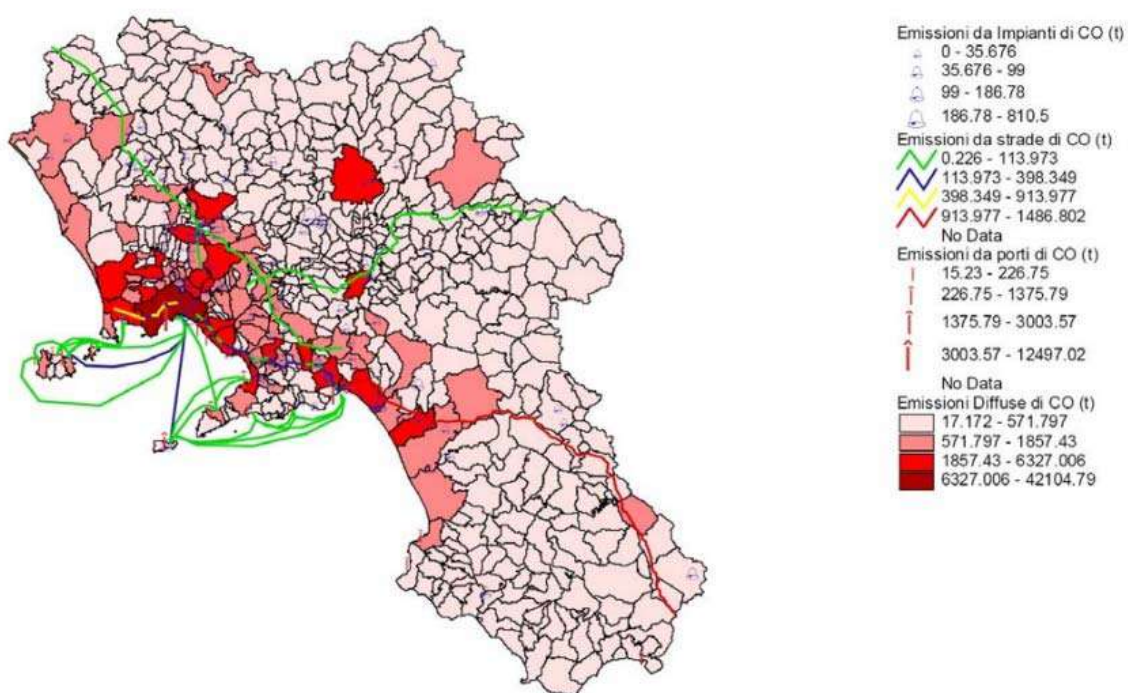 Emissioni da Impianti di CO (t)
0 - 35.676
35.676 - 99
99 - 186.78
186.78 - 810.5
Emissioni da strade di CO (t)
0.226 - 113.973
113.973 - 398.349
398.349 - 913.977
913.977 - 1486.802
No Data
Emissioni da porti di CO (t)
15.23 - 226.75
226.75 - 1375.79
1375.79 - 3003.57
3003.57 - 12497.02
No Data
Emissioni Diffuse di CO (t)
17.172 - 571.797
571.797 - 1857.43
1857.43 - 6327.006
6327.006 - 42104.79